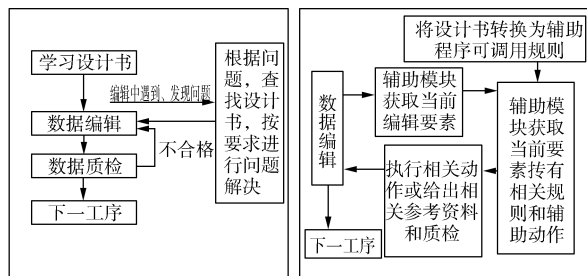 学习设计书
编辑中遇到、发现问题
数据编辑
不合格
数据质检
下一工序
根据问
题，查
找设计
书，按
要求进
行问题
解决
将设计书转换为辅助
程序可调用规则
数据编辑
辅助模块
获取当前
编辑要素
辅助模
块获取
当前要
素抟有
相关规
则和辅
助动作
执行相关动
作或给出相
关参考资料
和质检
下一工序